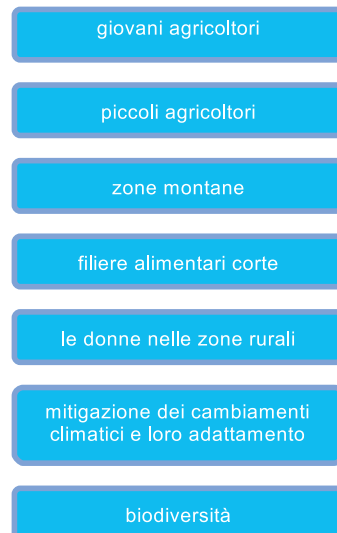 giovani agricoltori
piccoli agricoltori
zone montane
filiere alimentari corte
le donne nelle zone rurali
mitigazione dei cambiamenti
climatici e loro adattamento
biodiversità